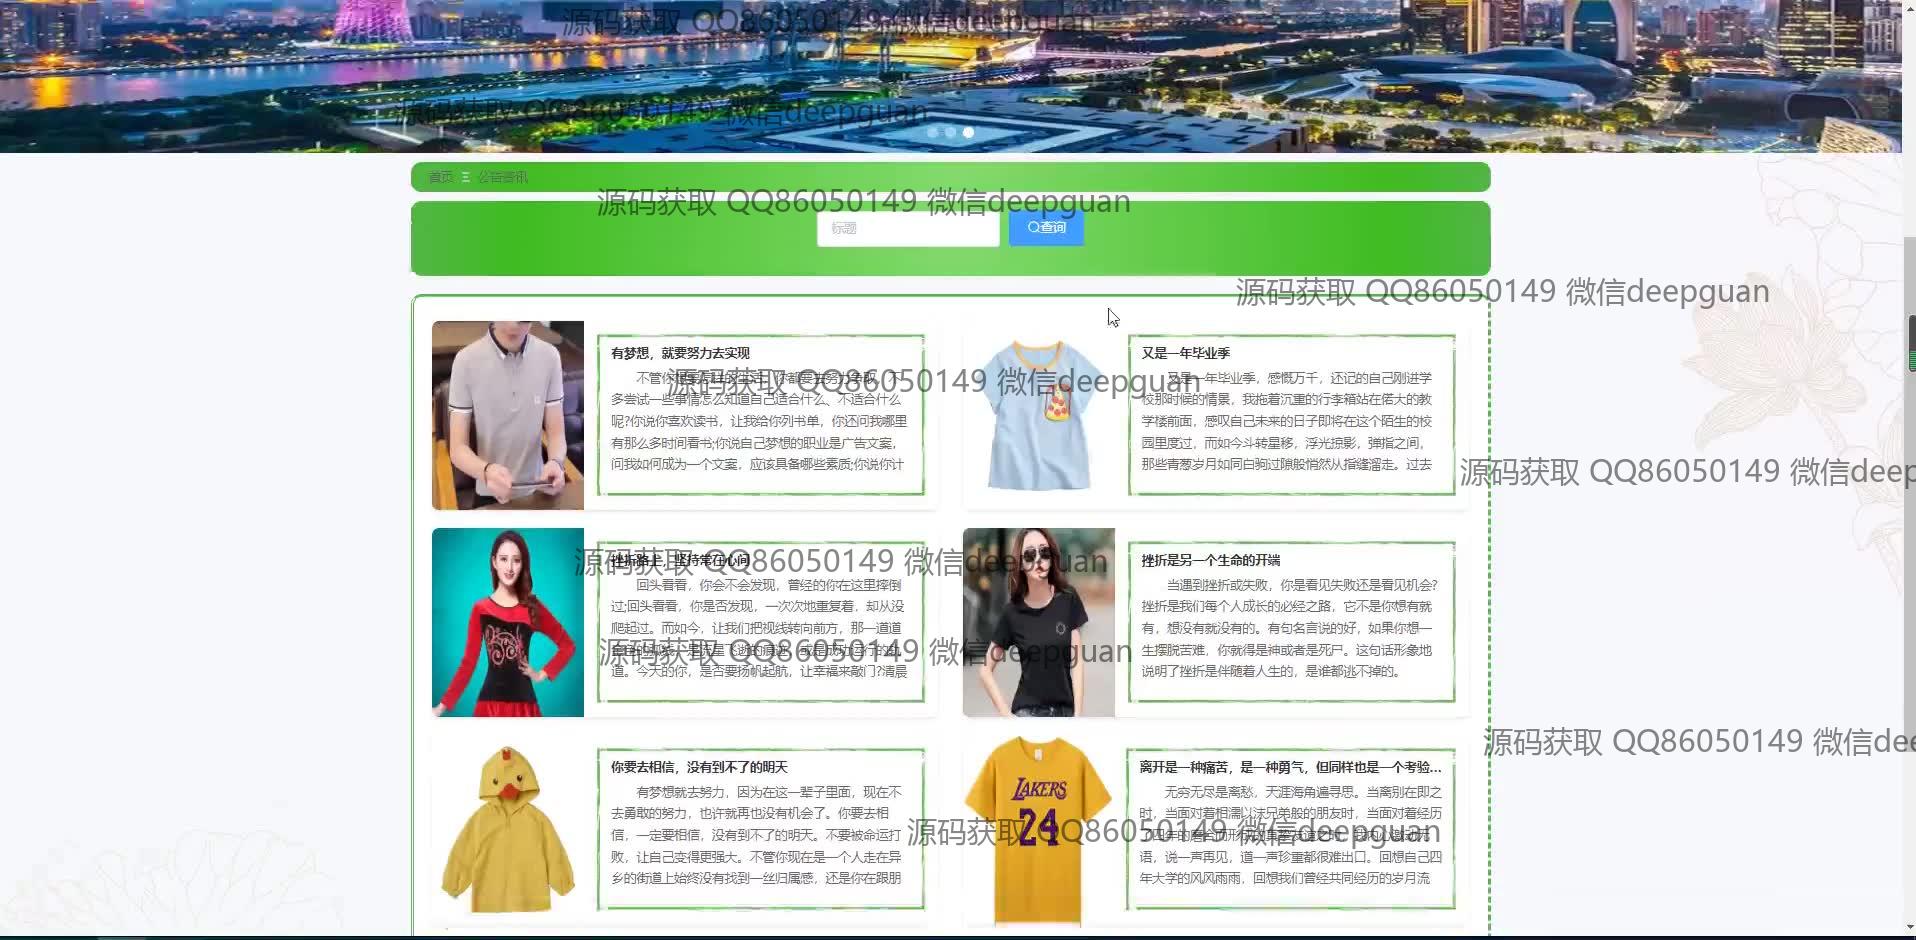 源码获取 QQ86050149 微信deepguan
源码获取 QQ86050149 微信deepguan
首页 Ξ 公告资讯
源码获取 QQ86050149 微信deepguan
标题
查询
源码获取 QQ86050149 微信deepguan
有梦想，就要努力去实现
不管你想要怎样的生活，你都要去努力争取，不
多尝试一些事情怎么知道自己适合什么、不适合什么
呢?你说你喜欢读书，让我给你列书单，你还问我哪里
有那么多时间看书;你说自己梦想的职业是广告文案，
问我如何成为一个文案，应该具备哪些素质;你说你计
源码获取 QQ86050149 微信deepguan
又是一年毕业季
又是一年毕业季，感慨万千，还记的自己刚进学
校那时候的情景，我拖着沉重的行李箱站在偌大的教
学楼前面，感叹自己未来的日子即将在这个陌生的校
园里度过，而如今斗转星移，浮光掠影，弹指之间，
那些青葱岁月如同白驹过隙般悄然从指缝溜走。过去
源码获取 QQ86050149 微信deep
挫折路上，坚持常在心间
回头看看，你会不会发现，曾经的你在这里摔倒
过;回头看看，你是否发现，一次次地重复着，却从没
爬起过。而如今，让我们把视线转向前方，那一道道
道。今天的你，是否要扬帆起航，让幸福来敲门?清晨
源码获取 QQ86050149 微信deepguan
挫折是另一个生命的开端
当遇到挫折或失败，你是看见失败还是看见机会?
挫折是我们每个人成长的必经之路，它不是你想有就
有，想没有就没有的。有句名言说的好，如果你想一
生摆脱苦难，你就得是神或者是死尸。这句话形象地
说明了挫折是伴随着人生的，是谁都逃不掉的。
源码获取 QQ86050149 微信deepguan
源码获取 QQ86050149 微信dee
你要去相信，没有到不了的明天
有梦想就去努力，因为在这一辈子里面，现在不
去勇敢的努力，也许就再也没有机会了。你要去相
信，一定要相信，没有到不了的明天。不要被命运打
败，让自己变得更强大。不管你现在是一个人走在异
乡的街道上始终没有找到一丝归属感，还是你在跟朋
LAKERS
24
离开是一种痛苦，是一种勇气，但同样也是一个考验...
无穷无尽是离愁，天涯海角遍寻思。当离别在即之
时，当面对着相濡以沫兄弟般的朋友时，当面对着经历
源码获取 QQ86050149 微信deepguan
语，说一声再见，道一声珍重都很难出口。回想自己四
年大学的风风雨雨，回想我们曾经共同经历的岁月流